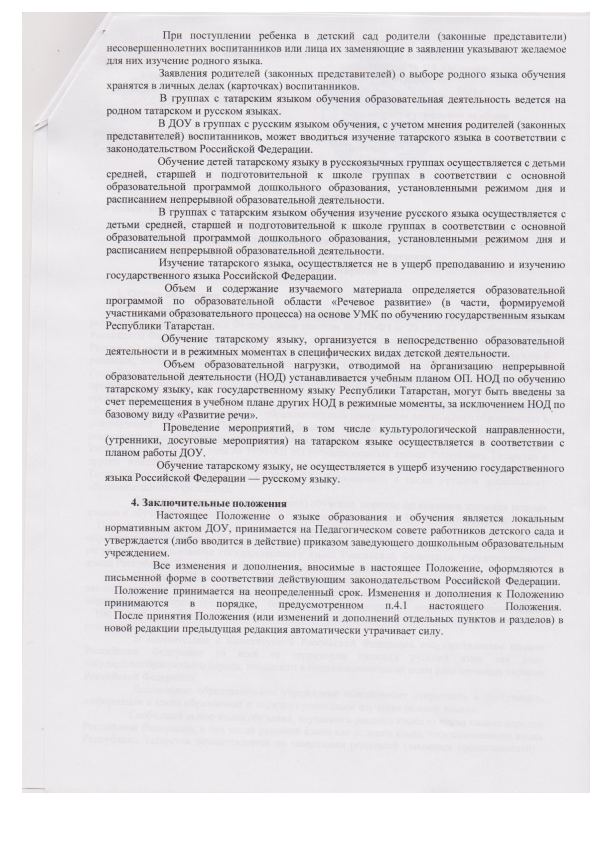 При поступлении ребенка в детский сад родители (законные представители)
несовершеннолетних воспитанников или лица их заменяющие в заявлении указывают желаемое
для них изучение родного языка.
Заявления родителей (законных представителей) о выборе родного языка обучения
хранятся в личных делах (карточках) воспитанников.
В группах с татарским языком обучения образовательная деятельность ведется на
родном татарском и русском языках.
В ДОУ в группах с русским языком обучения, с учетом мнения родителей (законных
представителей) воспитанников, может вводиться изучение татарского языка в соответствии с
законодательством Российской Федерации.
Обучение детей татарскому языку в русскоязычных группах осуществляется с детьми
средней, старшей и подготовительной к школе группах в соответствии с основной
образовательной программой дошкольного образования, установленными режимом дня и
расписанием непрерывной образовательной деятельности.
В группах с татарским языком обучения изучение русского языка осуществляется с
детьми средней, старшей и подготовительной к школе группах в соответствии с основной
образовательной программой дошкольного образования, установленными режимом дня и
расписанием непрерывной образовательной деятельности.
Изучение татарского языка, осуществляется не в ущерб преподаванию и изучению
государственного языка Российской Федерации.
Объем и содержание изучаемого материала определяется образовательной
программой по образовательной области «Речевое развитие» (в части, формируемой
участниками образовательного процесса) на основе УМК по обучению государственным языкам
Республики Татарстан.
Обучение татарскому языку, организуется в непосредственно образовательной
деятельности и в режимных моментах в специфических видах детской деятельности.
Объем образовательной нагрузки, отводимой на организацию непрерывной
образовательной деятельности (НОД) устанавливается учебным планом ОП. НОД по обучению
татарскому языку, как государственному языку Республики Татарстан, могут быть введены за
счет перемещения в учебном плане других НОД в режимные моменты, за исключением НОД по
базовому виду «Развитие речи».
Проведение мероприятий, в том числе культурологической направленности,
(утренники, досуговые мероприятия) на татарском языке осуществляется в соответствии с
планом работы ДОУ.
Обучение татарскому языку, не осуществляется в ущерб изучению государственного
языка Российской Федерации — русскому языку.
4. Заключительные положения
Настоящее Положение о языке образования и обучения является локальным
нормативным актом ДОУ, принимается на Педагогическом совете работников детского сада и
утверждается (либо вводится в действие) приказом заведующего дошкольным образовательным
учреждением.
Все изменения и дополнения, вносимые в настоящее Положение, оформляются в
письменной форме в соответствии действующим законодательством Российской Федерации.
Положение принимается на неопределенный срок. Изменения и дополнения к Положению
принимаются в порядке, предусмотренном п.4.1 настоящего Положения.
После принятия Положения (или изменений и дополнений отдельных пунктов и разделов) в
новой редакции предыдущая редакция автоматически утрачивает силу.